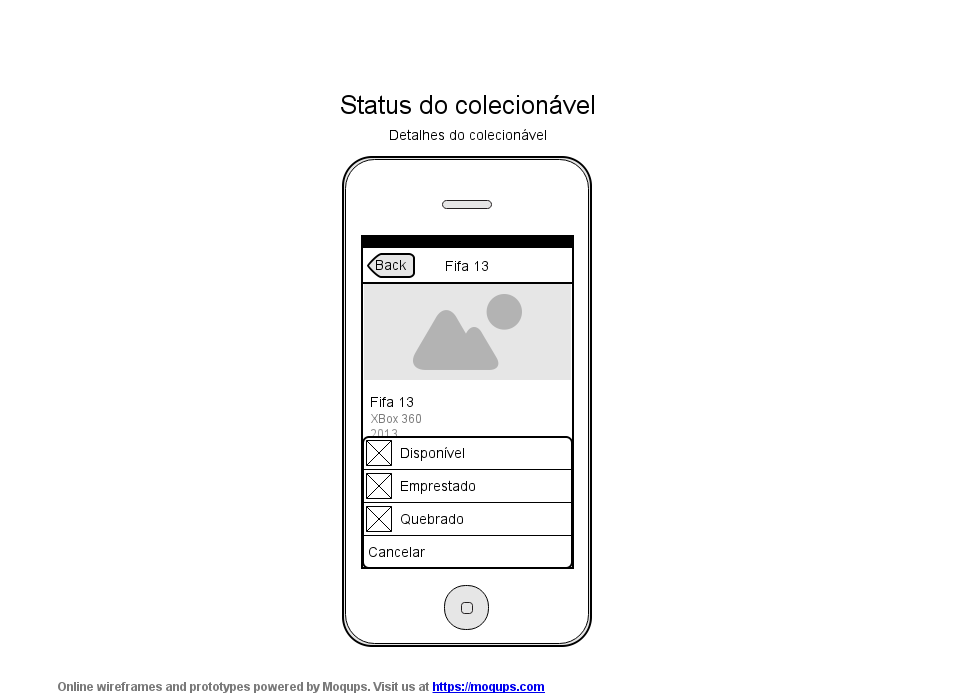 Status do colecionável
Detalhes do colecionável
Back
Fifa 13
Fifa 13
XBox 360
2013
Disponível
Emprestado
Quebrado
Cancelar
Online wireframes and prototypes powered by Moqups. Visit us at https://moqups.com